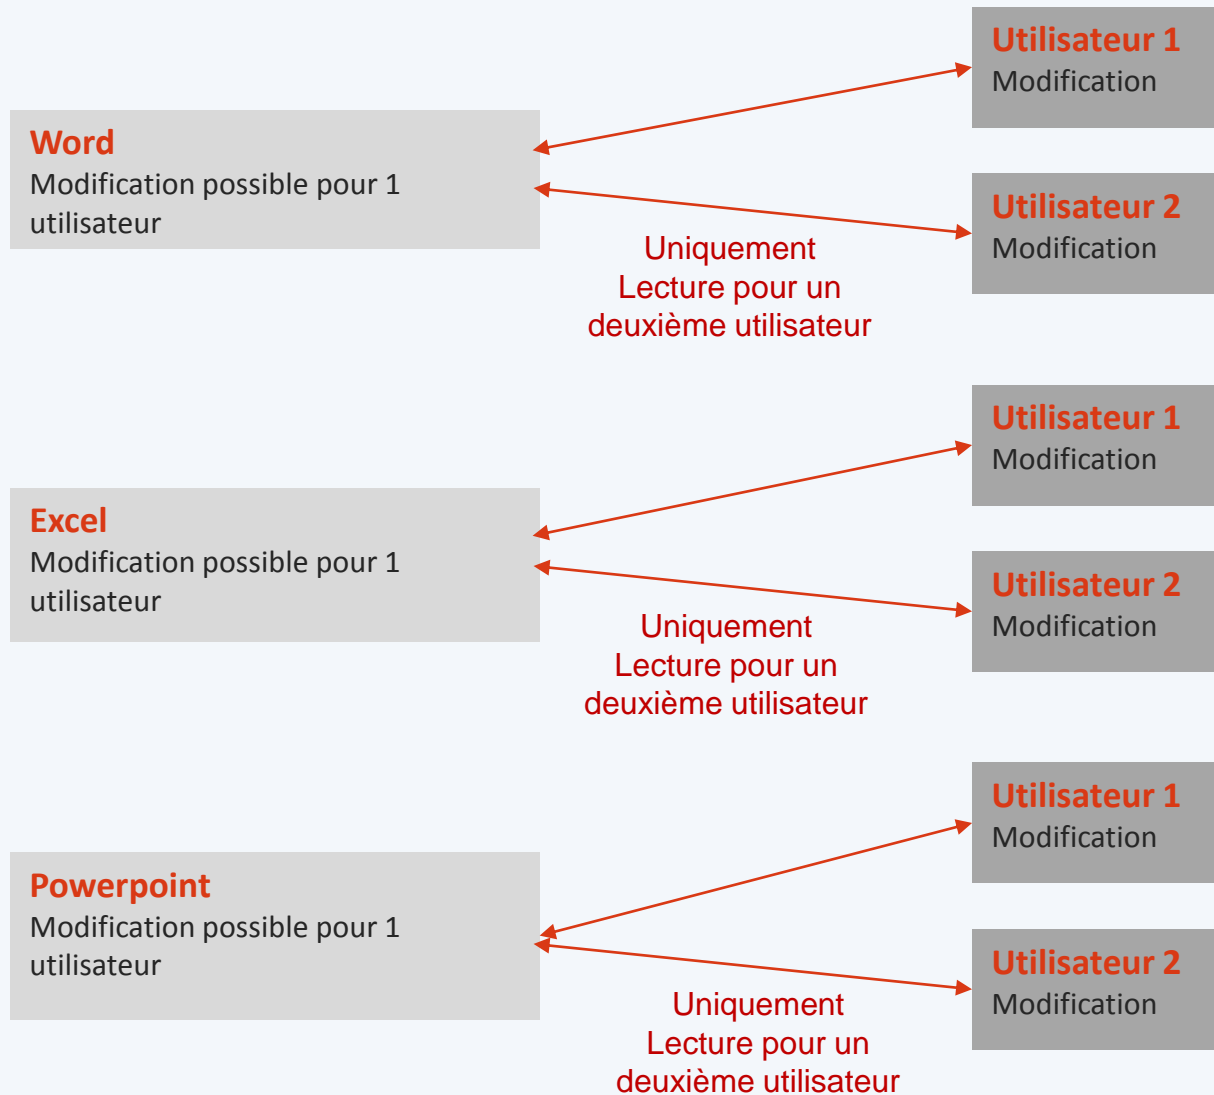 Utilisateur 1
Modification
Word
Modification possible pour 1
utilisateur
Utilisateur 2
Modification
Uniquement
Lecture pour un
deuxième utilisateur
Utilisateur 1
Modification
Excel
Modification possible pour 1
utilisateur
Utilisateur 2
Modification
Uniquement
Lecture pour un
deuxième utilisateur
Utilisateur 1
Modification
Powerpoint
Modification possible pour 1
utilisateur
Utilisateur 2
Modification
Uniquement
Lecture pour un
deuxième utilisateur